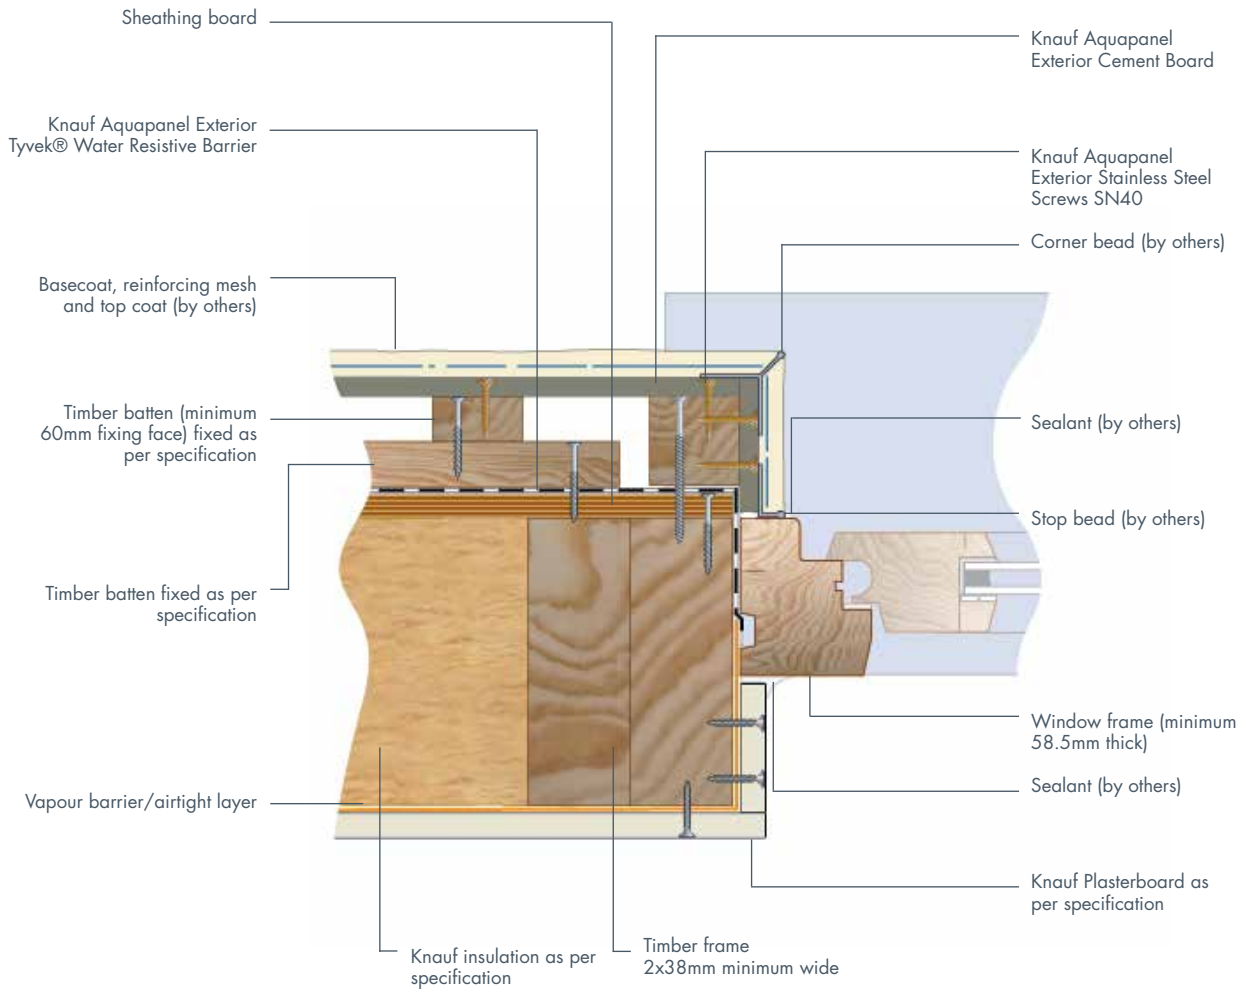 Sheathing board
Knauf Aquapanel Exterior
Tyvek® Water Resistive Barrier
Basecoat, reinforcing mesh
and top coat (by others)
Timber batten (minimum
60mm fixing face) fixed as
per specification
Timber batten fixed as per
specification
Vapour barrier/airtight layer
Knauf insulation as per
specification
Timber frame
2x38mm minimum wide
Knauf Aquapanel
Exterior Cement Board
Knauf Aquapanel
Exterior Stainless Steel
Screws SN40
Corner bead (by others)
Sealant (by others)
Stop bead (by others)
Window frame (minimum
58.5mm thick)
Sealant (by others)
Knauf Plasterboard as
per specification